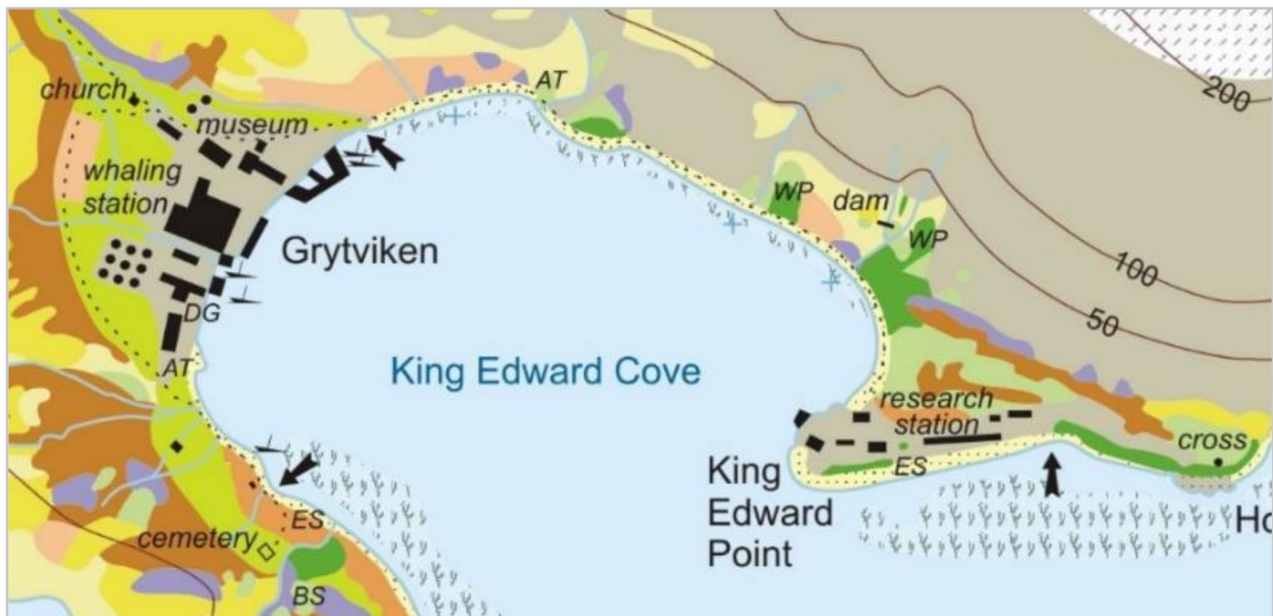 AT
200
church
museum
whaling
station
WP
dam
WP
Grytviken
100
50
DG
AT
King Edward Cove
research
station
cross
ES
King
Edward
Point
ES
cemetery
BS